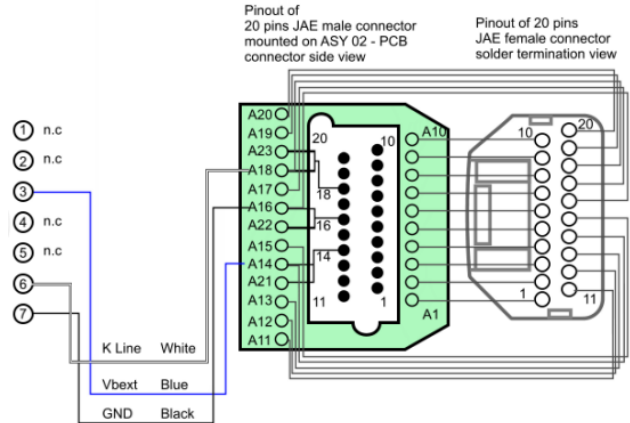 Pinout of
20 pins JAE male connector
mounted on ASY 02 - PCB
connector side view
Pinout of 20 pins
JAE female connector
solder termination view
1 n.c
2 n.c
3
4 n.c
5 n.c
6
7
A20
A19
A23
A18
A17
A16
A22
A15
A14
A21
A13
A12
A11
20
10
18
16
14
11
1
A10
A1
10
20
1
11
K Line White
Vbext Blue
GND Black